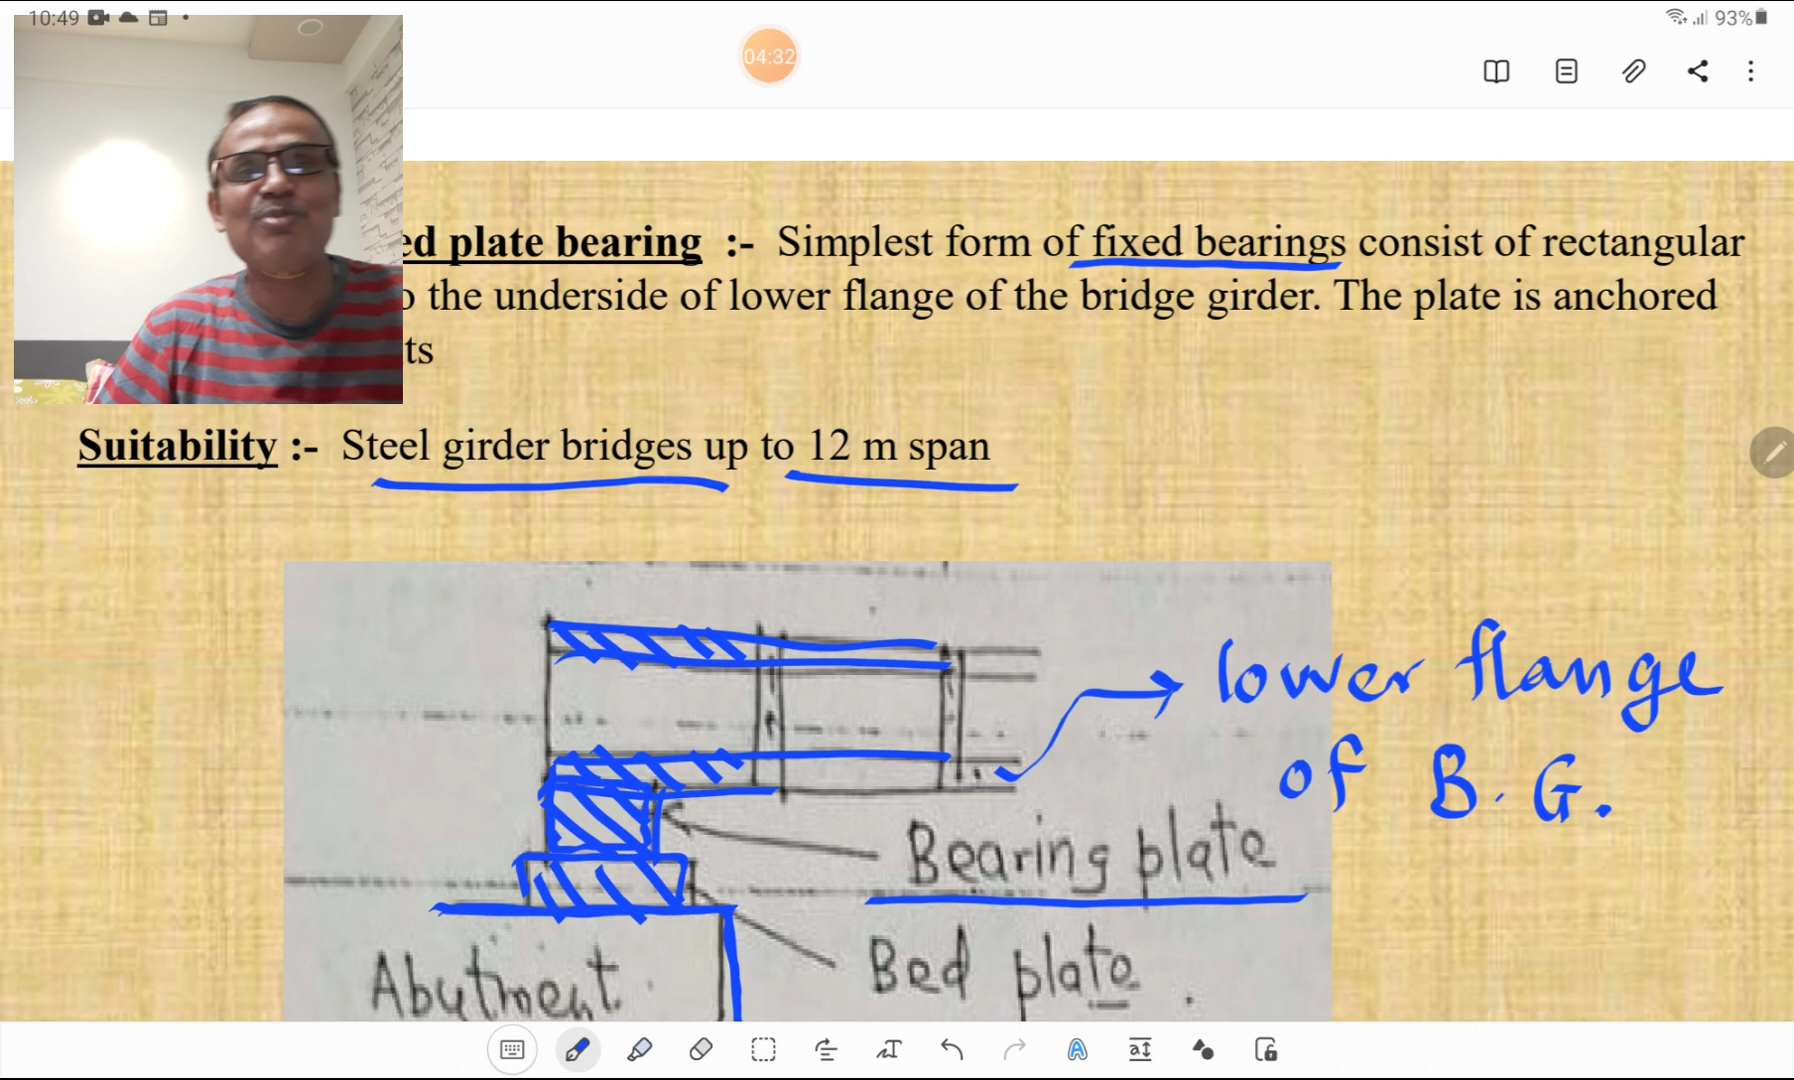 10:49
93%
04:32
ed plate bearing :- Simplest form of fixed bearings consist of rectangular
o the underside of lower flange of the bridge girder. The plate is anchored
ts
Suitability :- Steel girder bridges up to 12 m span
lower flange
of B. G.
Bearing plate
Bed plate.
Abutment.